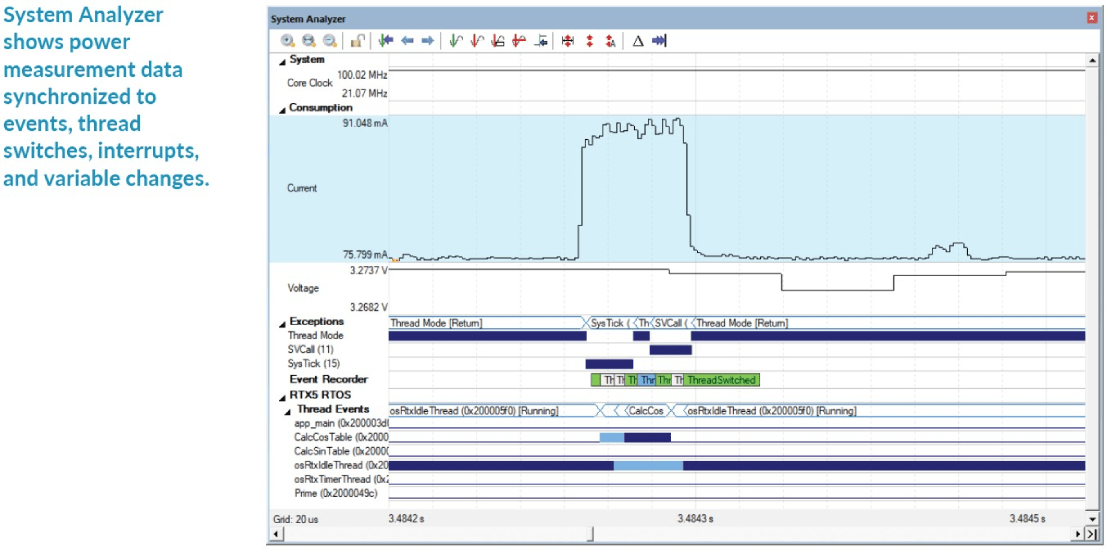 System Analyzer
shows power
measurement data
synchronized to
events, thread
switches, interrupts,
and variable changes.
System Analyzer
System
Core Clock
100.02 MHz
21.07 MHz
Consumption
91.048 mA
Current
75.799 mA
3.2737 V
Voltage
3.2682 V
Exceptions
Thread Mode [Return] SysTick ( Th SVCall ( Thread Mode [Return]
Thread Mode
SVCall (11)
SysTick (15)
Event Recorder
Th Tl Th Thr Thr Th ThreadSwitched
RTX5 RTOS
Thread Events
osRtxIdleThread (0x200005f0) [Running] CalcCos osRtxIdleThread (0x200005f0) [Running]
app_main (0x200003d
CalcCosTable (0x2000
CalcSinTable (0x2000
osRtxIdleThread (0x20
osRtxTimerThread (0x2
Prime (0x2000049c)
Grid: 20 us
3.4842 s
3.4843 s
3.4845 s